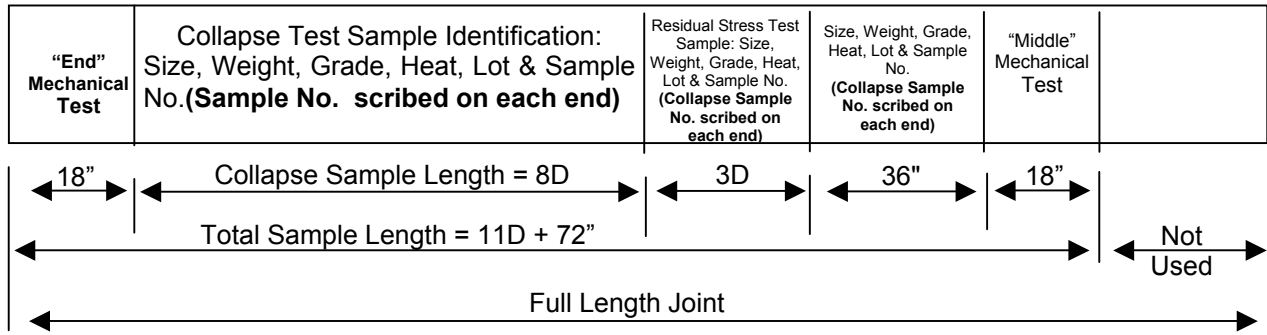 “End”
Mechanical
Test
Collapse Test Sample Identification:
Size, Weight, Grade, Heat, Lot & Sample
No.(Sample No. scribed on each end)
Residual Stress Test
Sample: Size,
Weight, Grade, Heat,
Lot & Sample No.
(Collapse Sample
No. scribed on
each end)
Size, Weight, Grade,
Heat, Lot & Sample
No.
(Collapse Sample
No. scribed on
each end)
“Middle”
Mechanical
Test
18”
Collapse Sample Length = 8D
3D
36"
18”
Total Sample Length = 11D + 72”
Not
Used
Full Length Joint